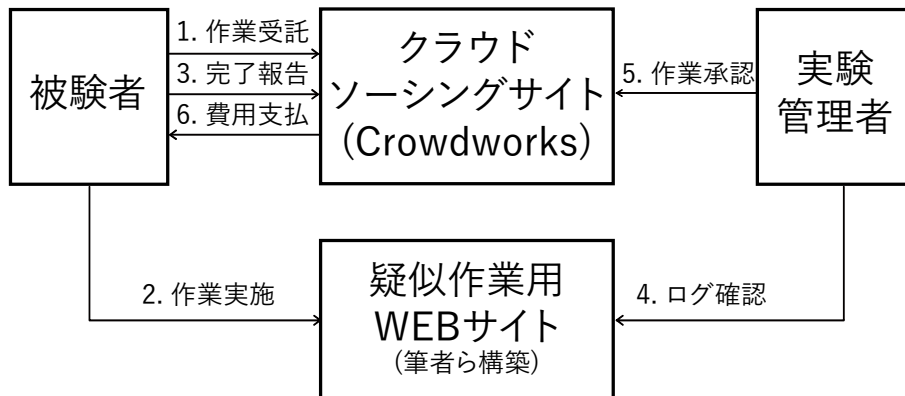 1. 作業受託
3. 完了報告
6. 費用支払
被験者
クラウド
ソーシングサイト
(Crowdworks)
5. 作業承認
実験
管理者
2. 作業実施
疑似作業用
WEBサイト
(筆者ら構築)
4. ログ確認